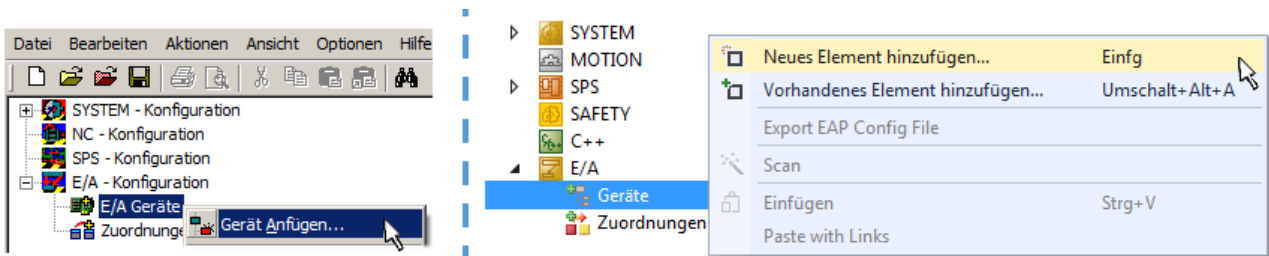 Datei Bearbeiten Aktionen Ansicht Optionen Hilfe
SYSTEM - Konfiguration
NC - Konfiguration
SPS - Konfiguration
E/A - Konfiguration
E/A Geräte
Gerät Anfügen...
Zuordnunge
SYSTEM
MOTION
SPS
SAFETY
C++
E/A
Geräte
Zuordnungen
Neues Element hinzufügen... Einfg
Vorhandenes Element hinzufügen... Umschalt+Alt+A
Export EAP Config File
Scan
Einfügen Strg+V
Paste with Links